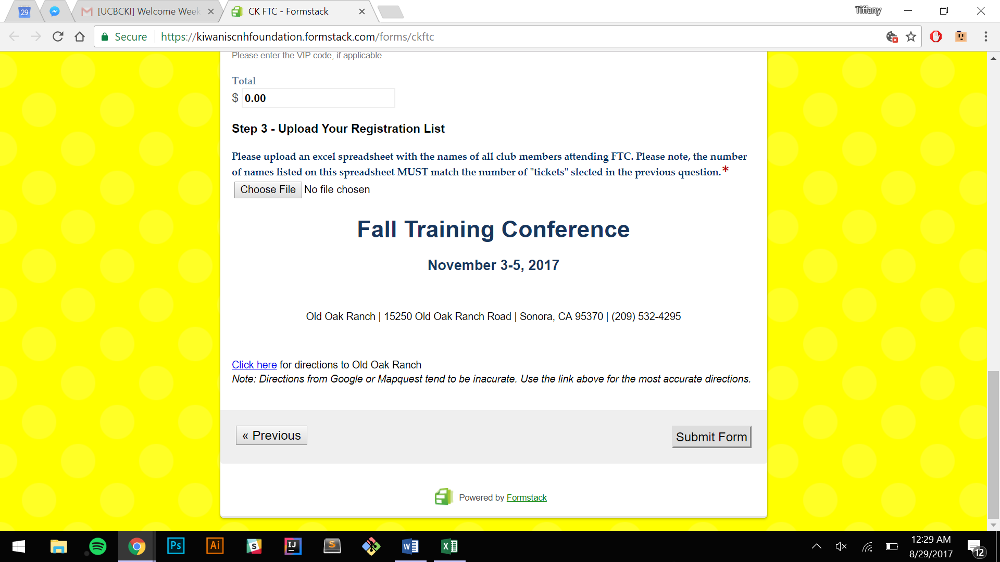 29
[UCBCKI] Welcome Week
CK FTC - Formstack
Tiffany
Secure
https://kiwaniscnhfoundation.formstack.com/forms/ckftc
Please enter the VIP code, if applicable
Total
$ 0.00
Step 3 - Upload Your Registration List
Please upload an excel spreadsheet with the names of all club members attending FTC. Please note, the number
of names listed on this spreadsheet MUST match the number of "tickets" slected in the previous question.*
Choose File No file chosen
Fall Training Conference
November 3-5, 2017
Old Oak Ranch | 15250 Old Oak Ranch Road | Sonora, CA 95370 | (209) 532-4295
Click here for directions to Old Oak Ranch
Note: Directions from Google or Mapquest tend to be inacurate. Use the link above for the most accurate directions.
« Previous
Submit Form
Powered by Formstack
Ps
Ai
S
IJ
S
W
X
12:29 AM
8/29/2017
12